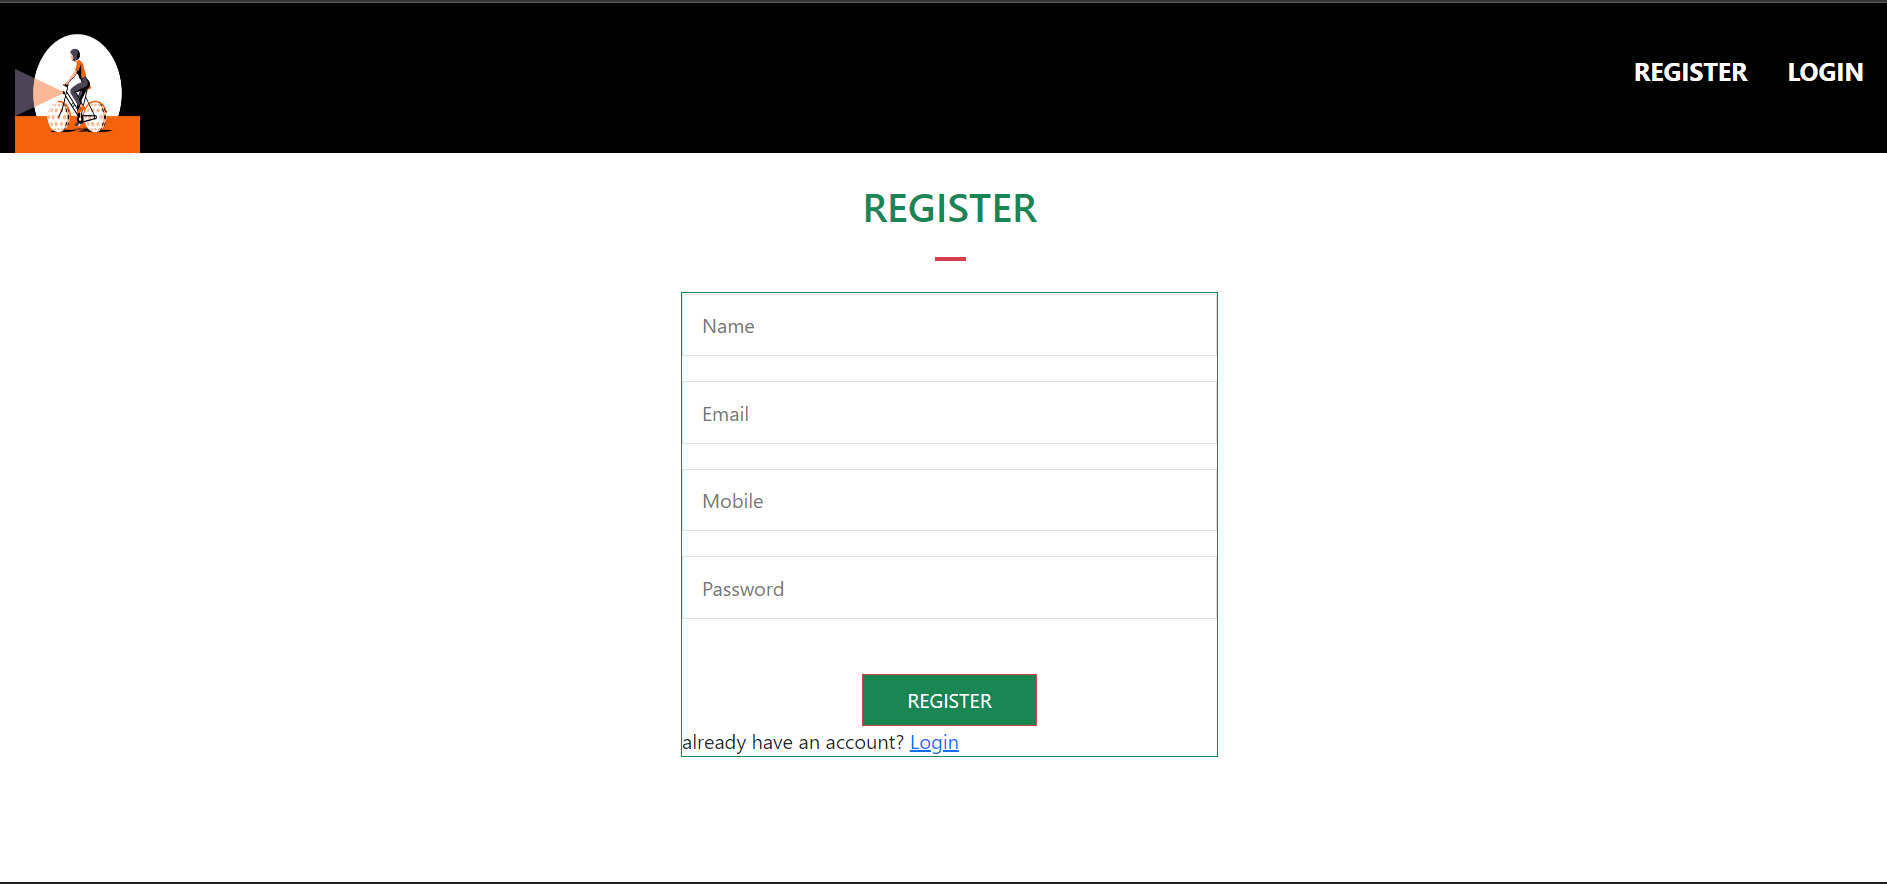 REGISTER LOGIN
REGISTER
Name
Email
Mobile
Password
REGISTER
already have an account? Login